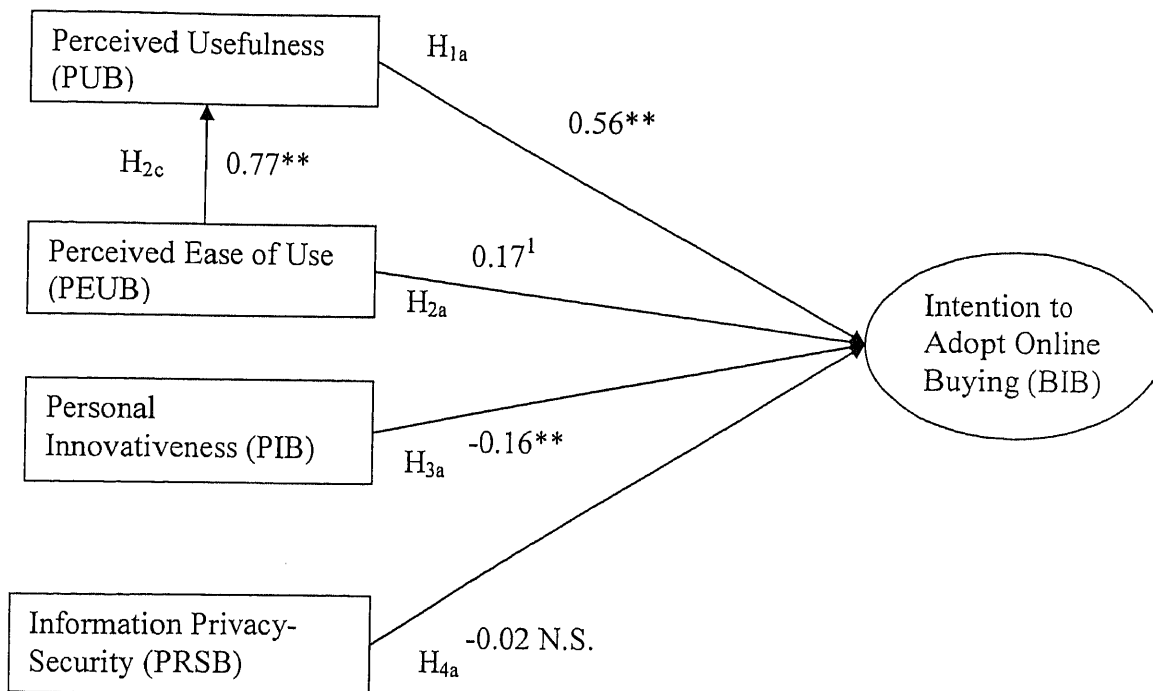 Perceived Usefulness
(PUB)
H1a
0.56**
H2c
0.77**
Perceived Ease of Use
(PEUB)
0.17¹
H2a
Intention to
Adopt Online
Buying (BIB)
Personal
Innovativeness (PIB)
-0.16**
H3a
Information Privacy-
Security (PRSB)
-0.02 N.S.
H4a